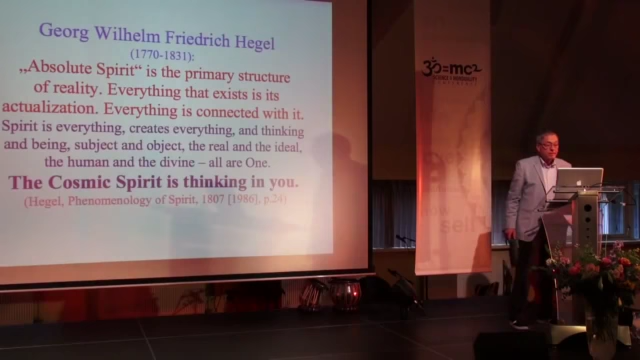 Georg Wilhelm Friedrich Hegel
(1770-1831):
„Absolute Spirit“ is the primary structure
of reality. Everything that exists is its
actualization. Everything is connected with it.
Spirit is everything, creates everything, and thinking
and being, subject and object, the real and the ideal,
the human and the divine – all are One.
The Cosmic Spirit is thinking in you.
(Hegel, Phenomenology of Spirit, 1807 [1986], p.24)
ॐ=mc2
SCIENCE & NONDUALITY
CONFERENCE
self